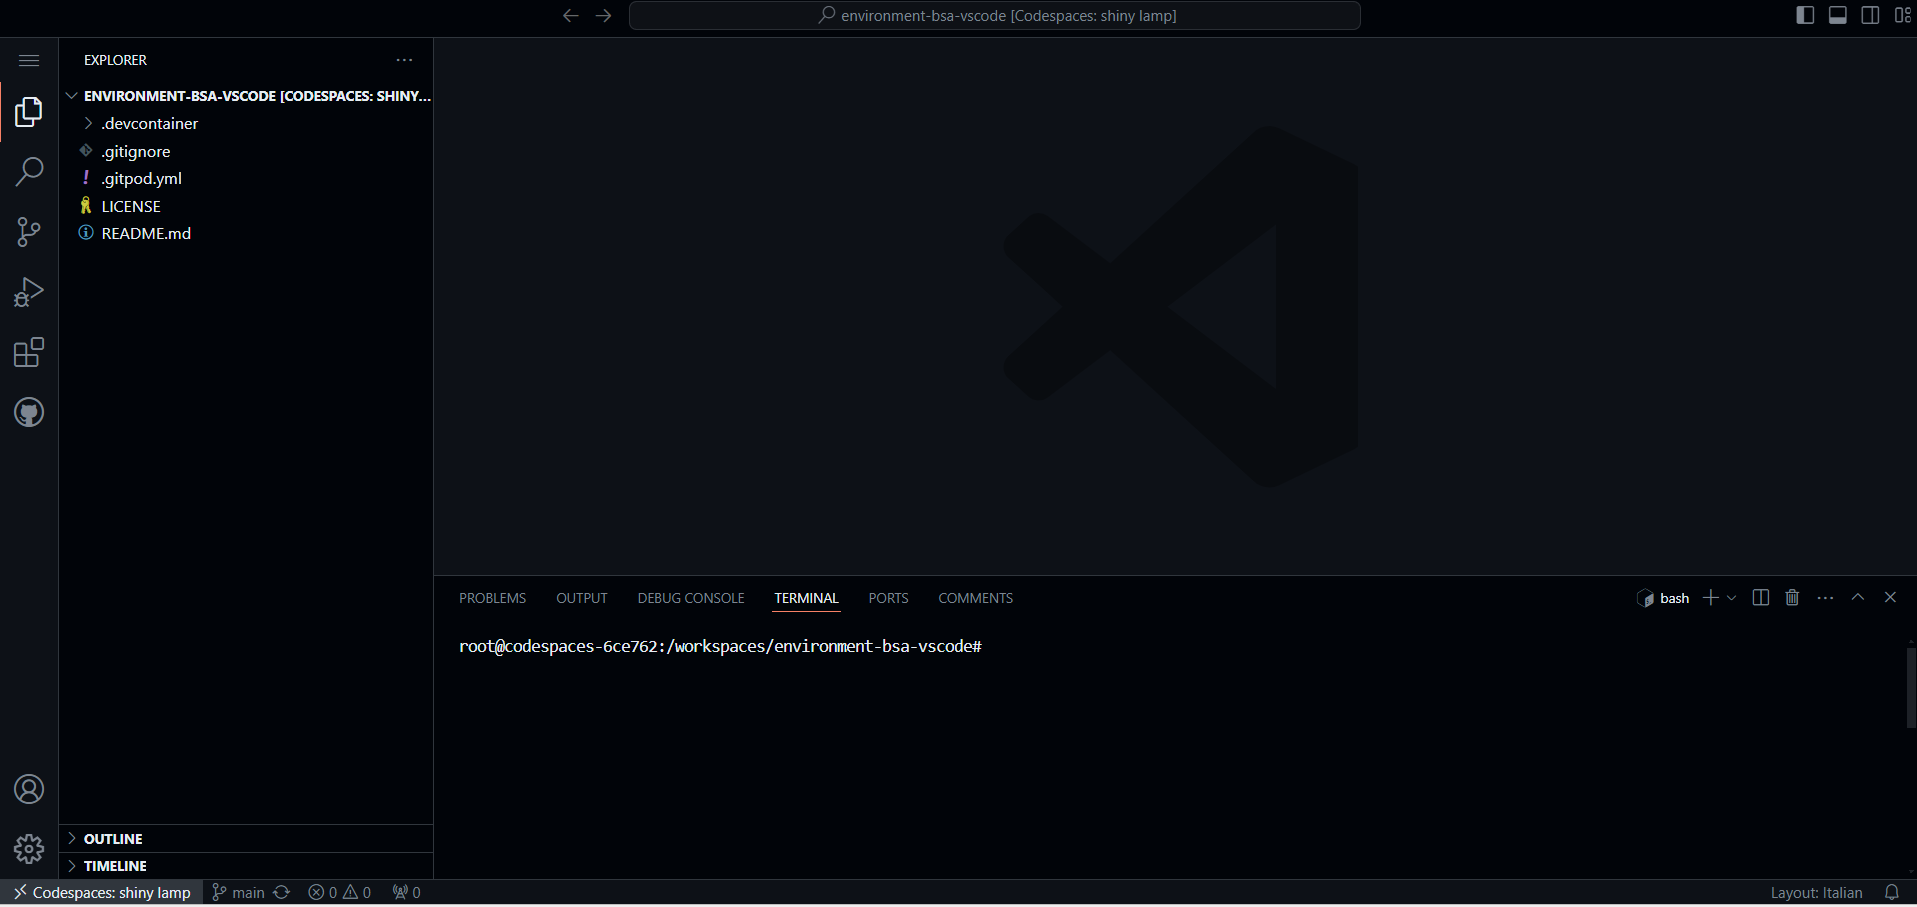 environment-bsa-vscode [Codespaces: shiny lamp]
EXPLORER
ENVIRONMENT-BSA-VSCODE [CODESPACES: SHINY...
.devcontainer
.gitignore
.gitpod.yml
LICENSE
README.md
PROBLEMS OUTPUT DEBUG CONSOLE TERMINAL PORTS COMMENTS bash
root@codespaces-6ce762:/workspaces/environment-bsa-vscode#
OUTLINE
TIMELINE
Codespaces: shiny lamp main 0 0 0 Layout: Italian